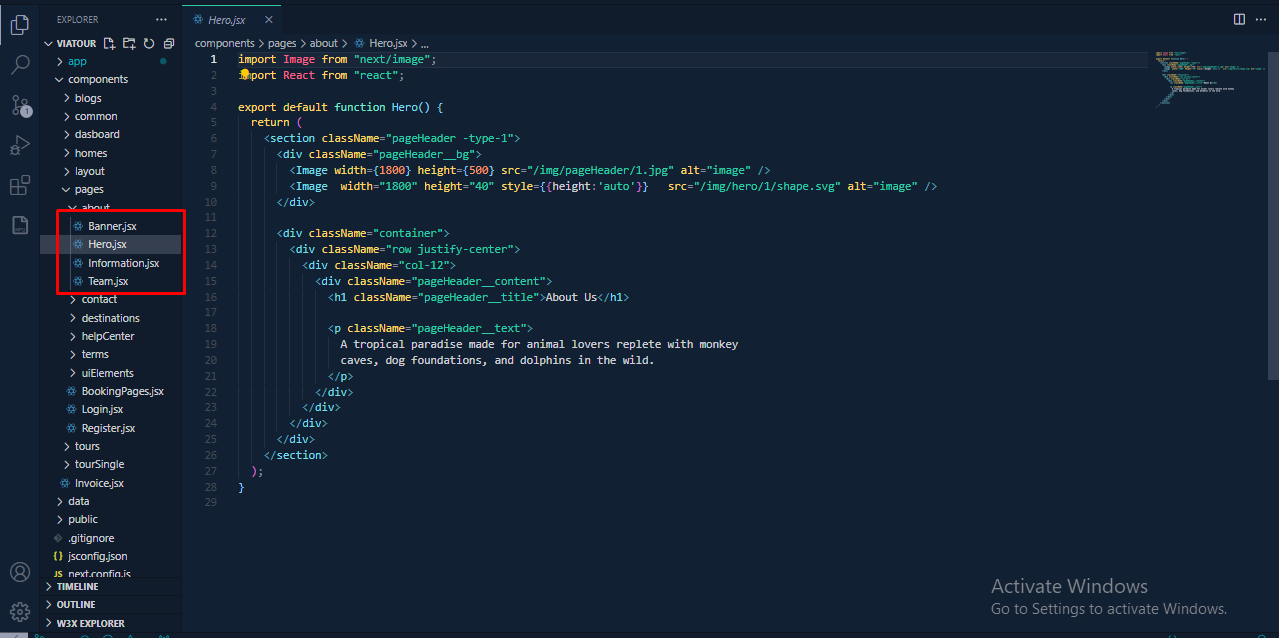 EXPLORER
VIATOUR
app
components
blogs
common
dasboard
homes
layout
pages
about
Banner.jsx
Hero.jsx
Information.jsx
Team.jsx
contact
destinations
helpCenter
terms
uiElements
BookingPages.jsx
Login.jsx
Register.jsx
tours
tourSingle
Invoice.jsx
data
public
.gitignore
{} jsconfig.json
JS next.config.js
TIMELINE
OUTLINE
W3X EXPLORER
1
Hero.jsx
components > pages > about > Hero.jsx > ...
1 import Image from "next/image";
2 import React from "react";
3
4 export default function Hero() {
5 return (
6 <section className="pageHeader -type-1">
7 <div className="pageHeader__bg">
8 <Image width={1800} height={500} src="/img/pageHeader/1.jpg" alt="image" />
9 <Image  width="1800" height="40" style={{height:'auto'}}   src="/img/hero/1/shape.svg" alt="image" />
10 </div>
11
12 <div className="container">
13 <div className="row justify-center">
14 <div className="col-12">
15 <div className="pageHeader__content">
16 <h1 className="pageHeader__title">About Us</h1>
17
18 <p className="pageHeader__text">
19 A tropical paradise made for animal lovers replete with monkey
20 caves, dog foundations, and dolphins in the wild.
21 </p>
22 </div>
23 </div>
24 </div>
25 </div>
26 </section>
27 );
28 }
29
Activate Windows
Go to Settings to activate Windows.